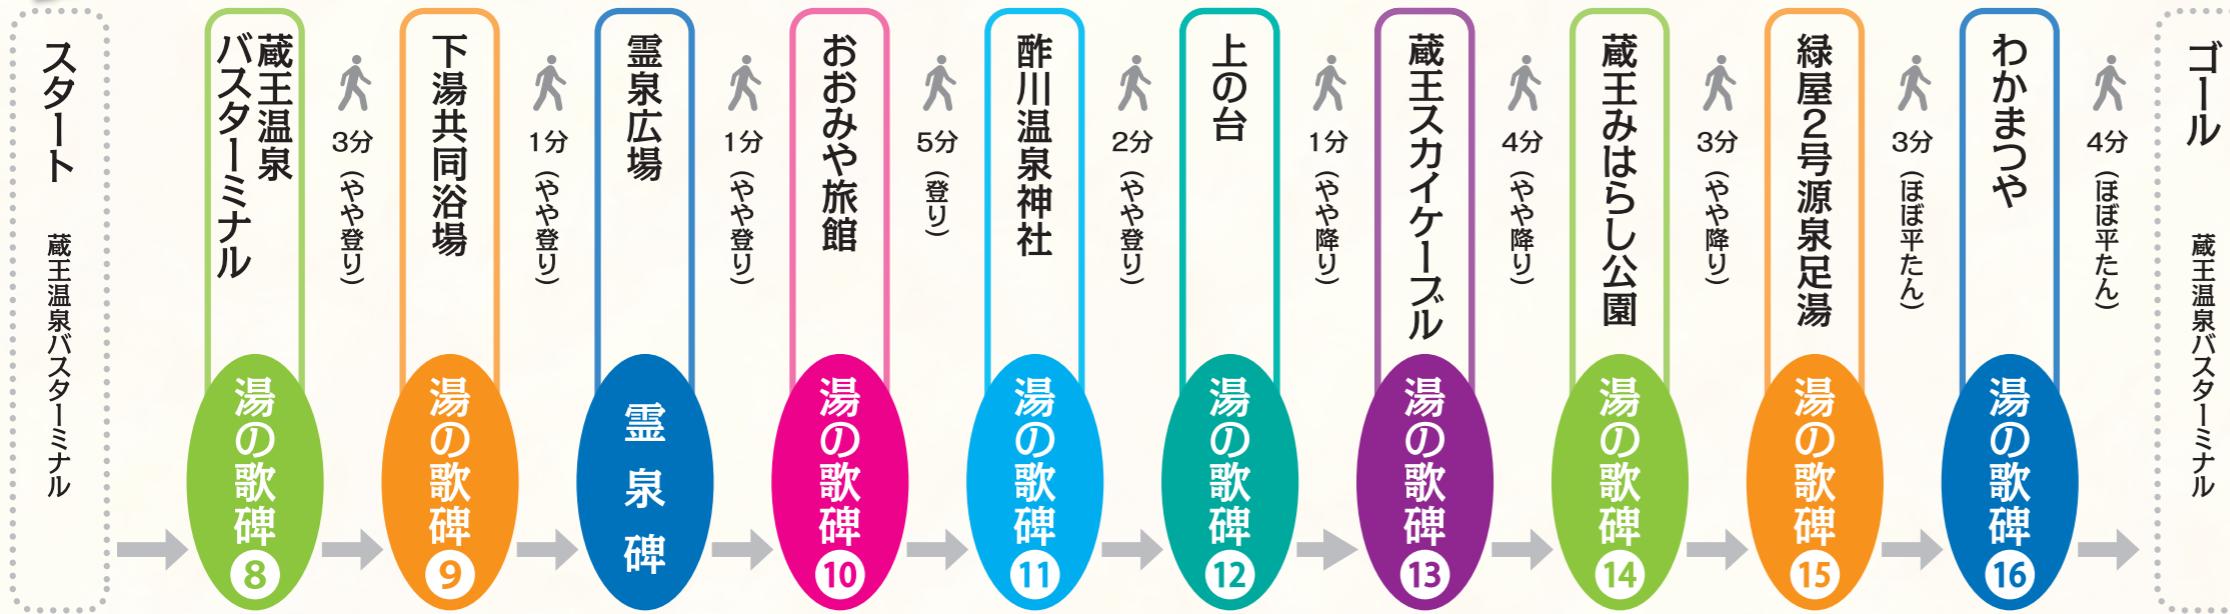 スタート
蔵王温泉バスターミナル
蔵王温泉
バスターミナル
湯の歌碑
8
3分
（やや登り）
下湯共同浴場
湯の歌碑
9
1分
（やや登り）
霊泉広場
霊泉碑
1分
（やや登り）
おおみや旅館
湯の歌碑
10
5分
（登り）
酢川温泉神社
湯の歌碑
11
2分
（やや登り）
上の台
湯の歌碑
12
1分
（やや降り）
蔵王スカイケーブル
湯の歌碑
13
4分
（やや降り）
蔵王みはらし公園
湯の歌碑
14
3分
（やや降り）
緑屋2号源泉足湯
湯の歌碑
15
3分
（ほぼ平たん）
わかまつや
湯の歌碑
16
4分
（ほぼ平たん）
ゴール
蔵王温泉バスターミナル